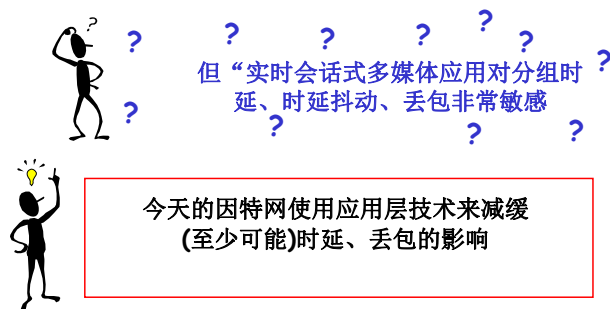 ?
? ? ? ? ? ? ?
但“实时会话式多媒体应用对分组时
延、时延抖动、丢包非常敏感
? ? ? ?
今天的因特网使用应用层技术来减缓
(至少可能)时延、丢包的影响